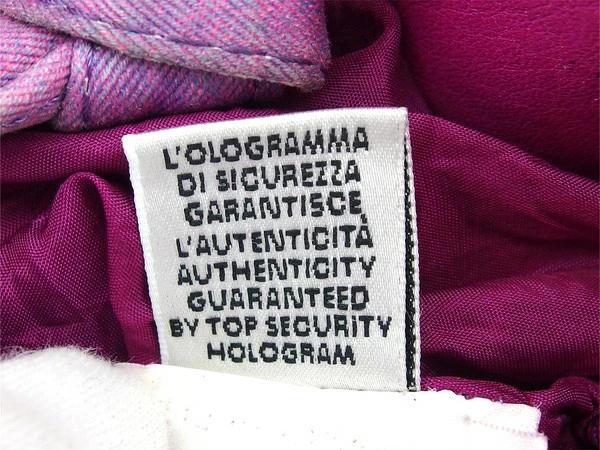 L'OLOGRAMMA
DI SICUREZZA
GARANTISCE
L'AUTENTICITÀ
AUTHENTICITY
GUARANTEED
BY TOP SECURITY
HOLOGRAM